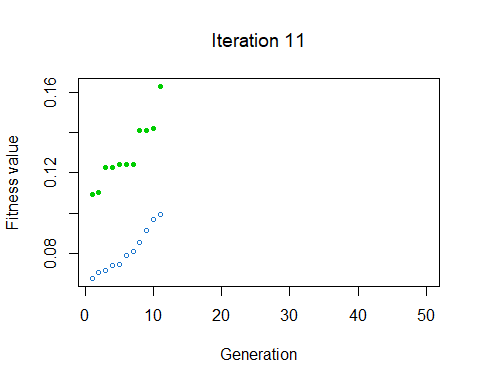 Iteration 11
Fitness value
0.16
0.12
0.08
0 10 20 30 40 50
Generation